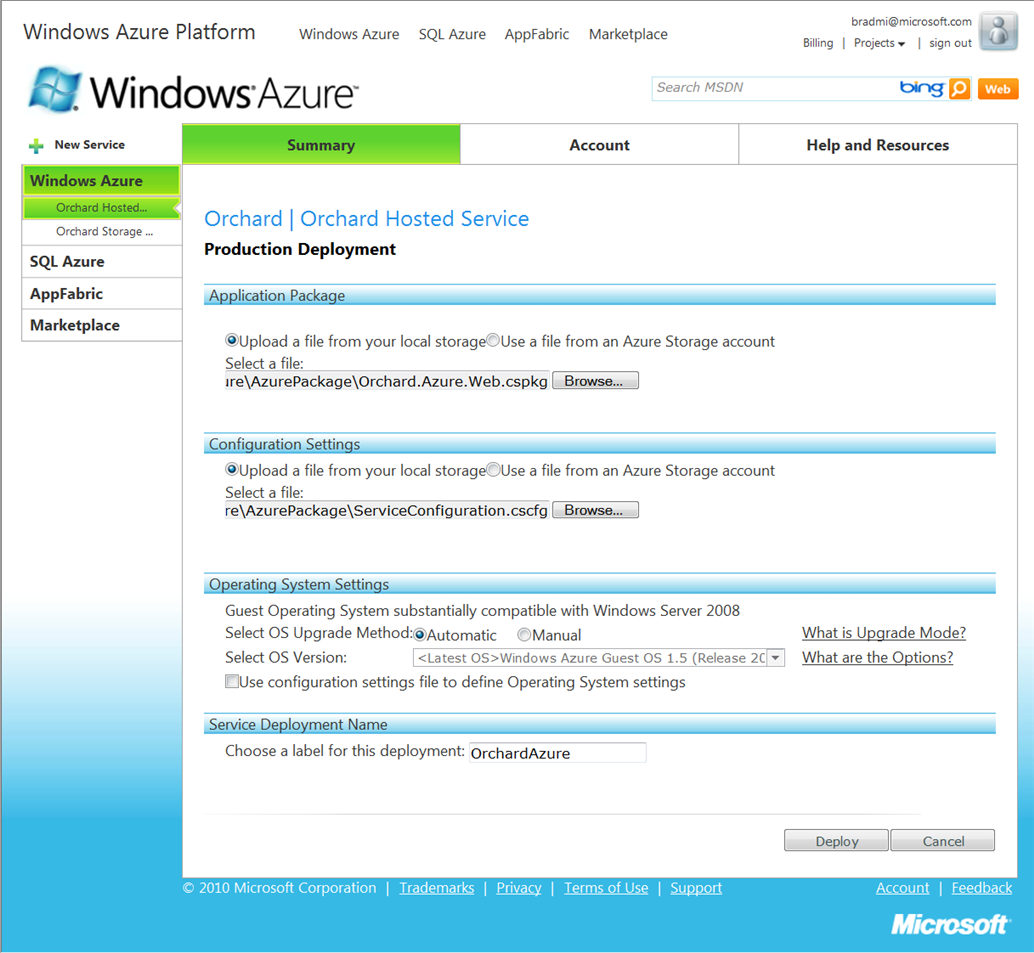 Windows Azure Platform
Windows Azure SQL Azure AppFabric Marketplace
bradmi@microsoft.com
Billing | Projects | sign out
Windows Azure™
Search MSDN bing Web
New Service
Summary Account Help and Resources
Windows Azure
Orchard Hosted...
Orchard Storage ...
SQL Azure
AppFabric
Marketplace
Orchard | Orchard Hosted Service
Production Deployment
Application Package
Upload a file from your local storage Use a file from an Azure Storage account
Select a file:
ure\AzurePackage\Orchard.Azure.Web.cspkg Browse...
Configuration Settings
Upload a file from your local storage Use a file from an Azure Storage account
Select a file:
re\AzurePackage\ServiceConfiguration.cscfg Browse...
Operating System Settings
Guest Operating System substantially compatible with Windows Server 2008
Select OS Upgrade Method: Automatic Manual What is Upgrade Mode?
Select OS Version: <Latest OS>Windows Azure Guest OS 1.5 (Release 20 What are the Options?
Use configuration settings file to define Operating System settings
Service Deployment Name
Choose a label for this deployment: OrchardAzure
Deploy Cancel
© 2010 Microsoft Corporation | Trademarks | Privacy | Terms of Use | Support Account | Feedback
Microsoft